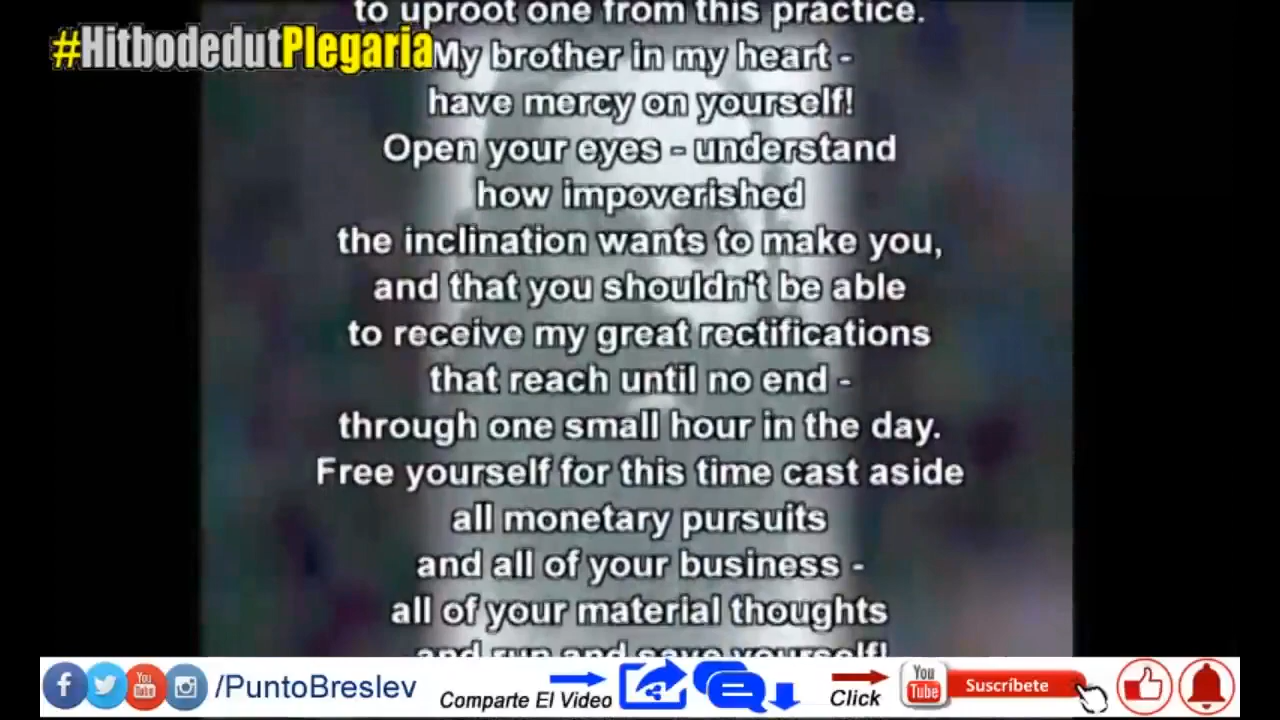 to uproot one from this practice.
#HitbodedutPlegaria
My brother in my heart -
have mercy on yourself!
Open your eyes - understand
how impoverished
the inclination wants to make you,
and that you shouldn't be able
to receive my great rectifications
that reach until no end -
through one small hour in the day.
Free yourself for this time cast aside
all monetary pursuits
and all of your business -
all of your material thoughts
and run and save yourself!
You Tube
/PuntoBreslev
Comparte El Video
Click
You Tube
Suscríbete